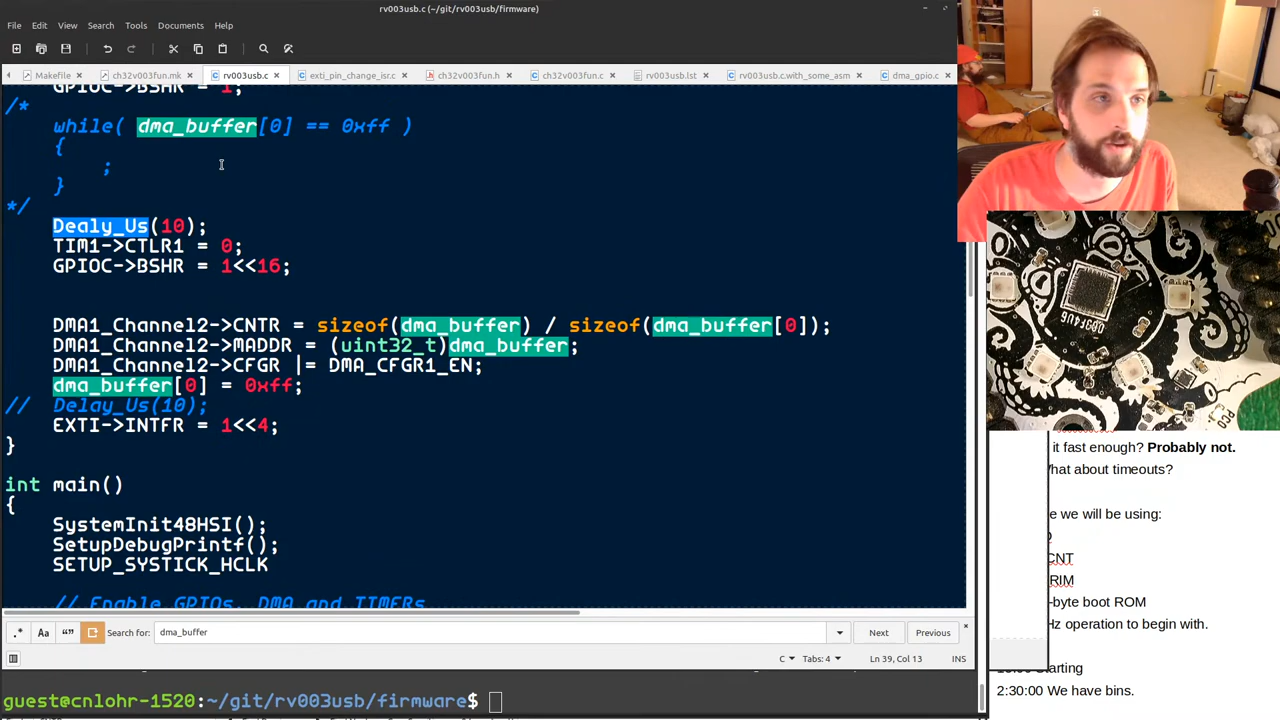 rv003usb.c (~/git/rv003usb/firmware)
File Edit View Search Tools Documents Help
Makefile × ch32v003fun.mk × rv003usb.c × exti_pin_change_isr.c × ch32v003fun.h × ch32v003fun.c × rv003usb.lst × rv003usb.c.with_some_asm × dma_gpio.c
GPIOC->BSHR = 1;
/*
while( dma_buffer[0] == 0xff )
{
;
}
*/
Dealy_Us(10);
TIM1->CTLR1 = 0;
GPIOC->BSHR = 1<<16;
DMA1_Channel2->CNTR = sizeof(dma_buffer) / sizeof(dma_buffer[0]);
DMA1_Channel2->MADDR = (uint32_t)dma_buffer;
DMA1_Channel2->CFGR |= DMA_CFGR1_EN;
dma_buffer[0] = 0xff;
// Delay_Us(10);
EXTI->INTFR = 1<<4;
}
int main()
{
SystemInit48HSI();
SetupDebugPrintf();
SETUP_SYSTICK_HCLK
// Enable GPIOs, DMA and TIMERs
.* Aa “” Search for: dma_buffer Next Previous ×
C Tabs: 4 Ln 39, Col 13 INS
guest@cnlohr-1520:~/git/rv003usb/firmware$
it fast enough? Probably not.
hat about timeouts?
e we will be using:
CNT
RIM
-byte boot ROM
Hz operation to begin with.
Starting
2:30:00 We have bins.